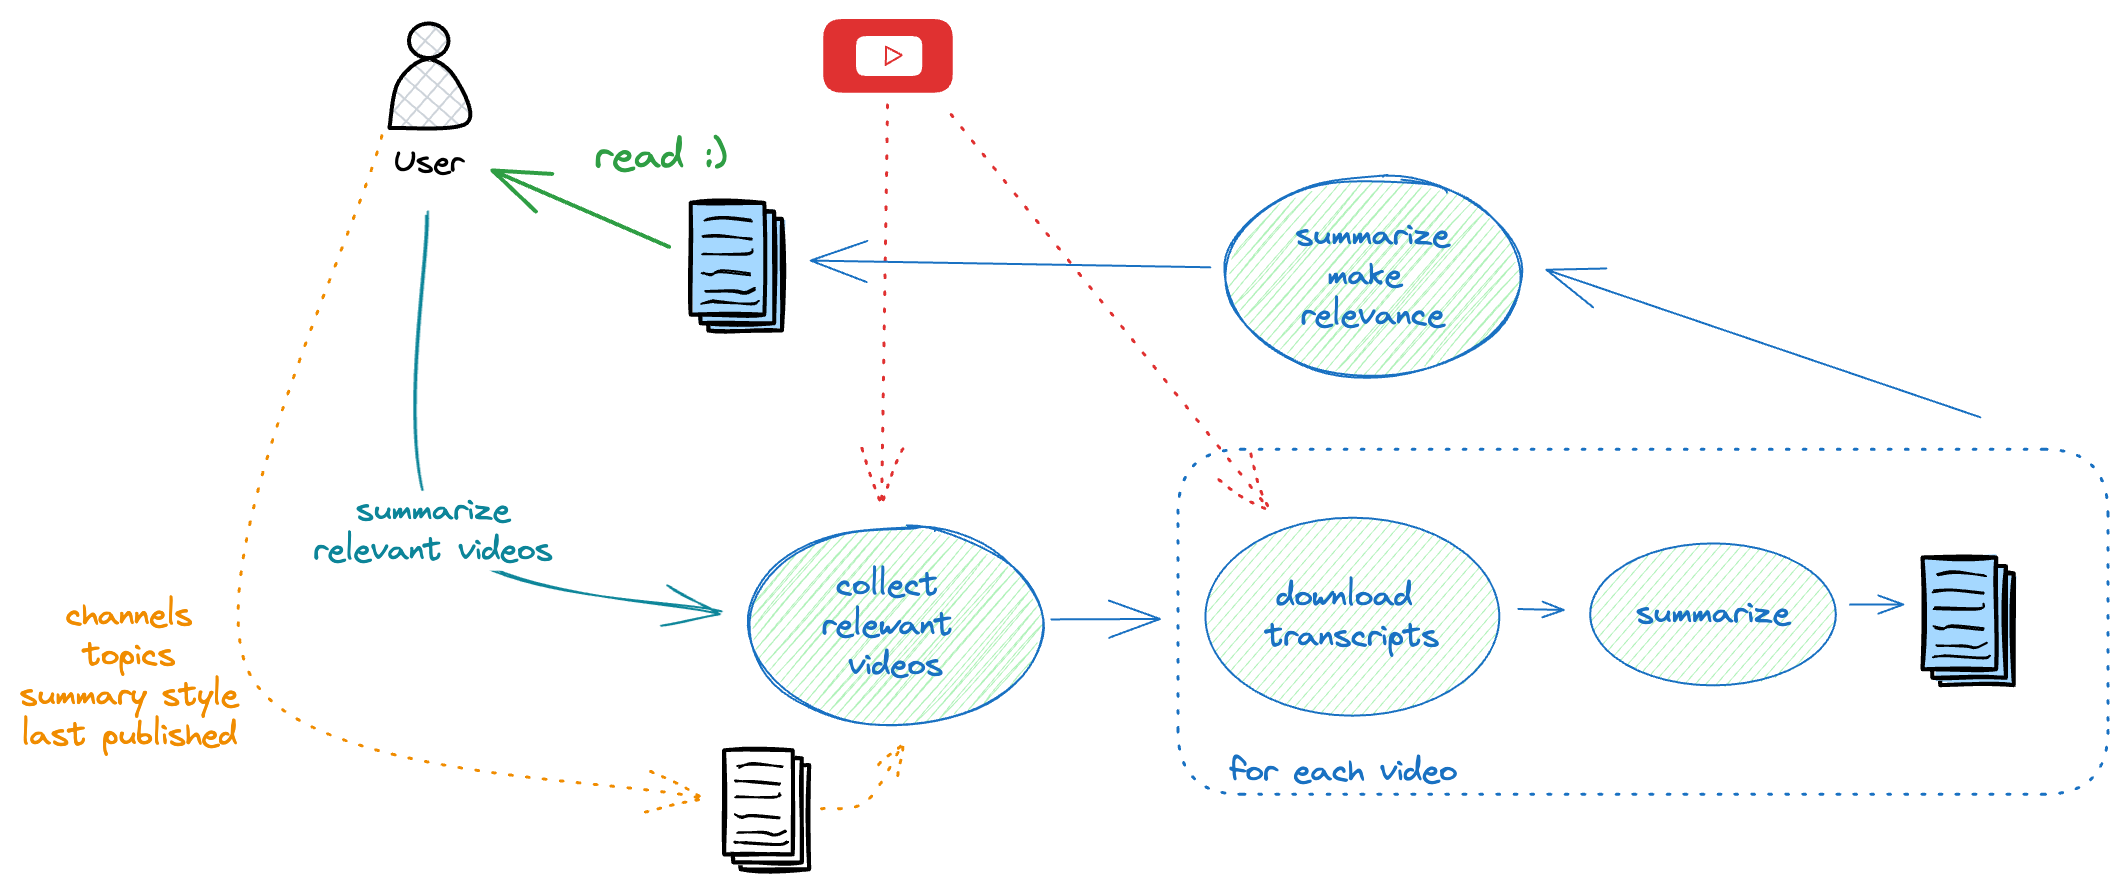 User
read :)
summarize
make
relevance
summarize
relevant videos
collect
relewant
videos
download
transcripts
summarize
channels
topics
summary style
last published
for each video